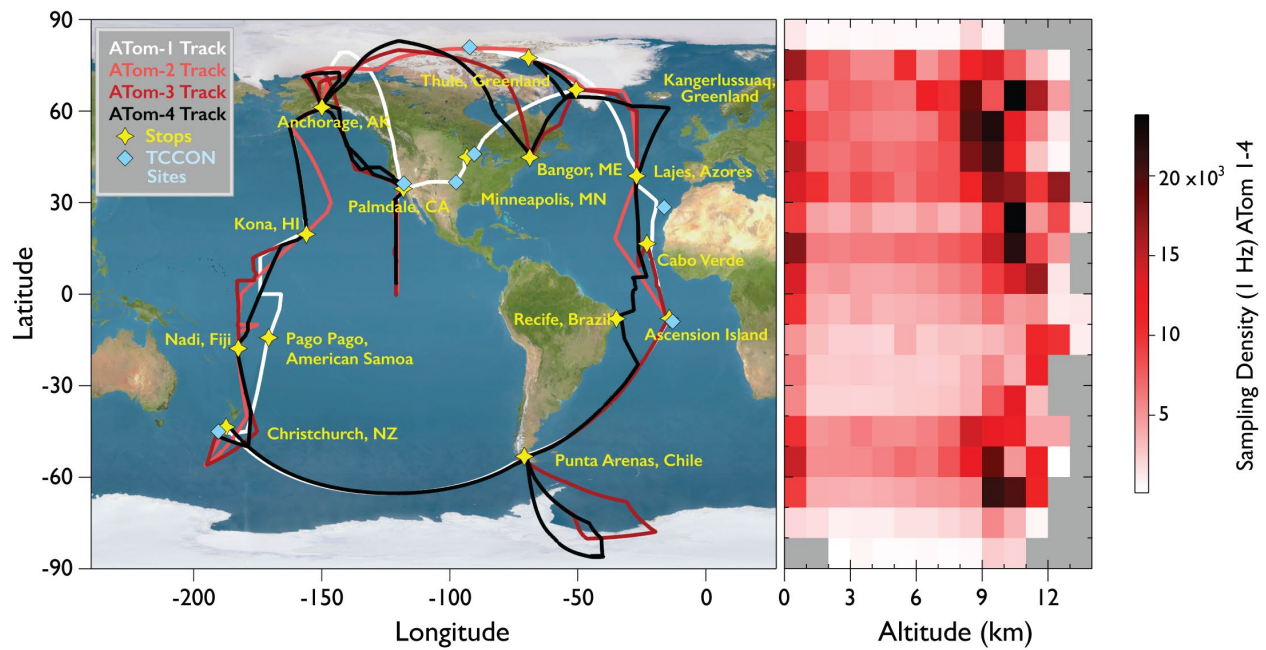 90
60
30
0
-30
-60
-90
Latitude
ATom-1 Track
ATom-2 Track
ATom-3 Track
ATom-4 Track
Stops
TCCON
Sites
Thule, Greenland
Kangerlussuaq,
Greenland
Anchorage, AK
Bangor, ME
Lajes, Azores
Palmdale, CA
Minneapolis, MN
Kona, HI
Cabo Verde
Recife, Brazil
Ascension Island
Nadi, Fiji
Pago Pago,
American Samoa
Christchurch, NZ
Punta Arenas, Chile
-200
-150
-100
-50
0
Longitude
0
3
6
9
12
Altitude (km)
20 x10³
15
10
5
Sampling Density (1 Hz) ATom 1-4